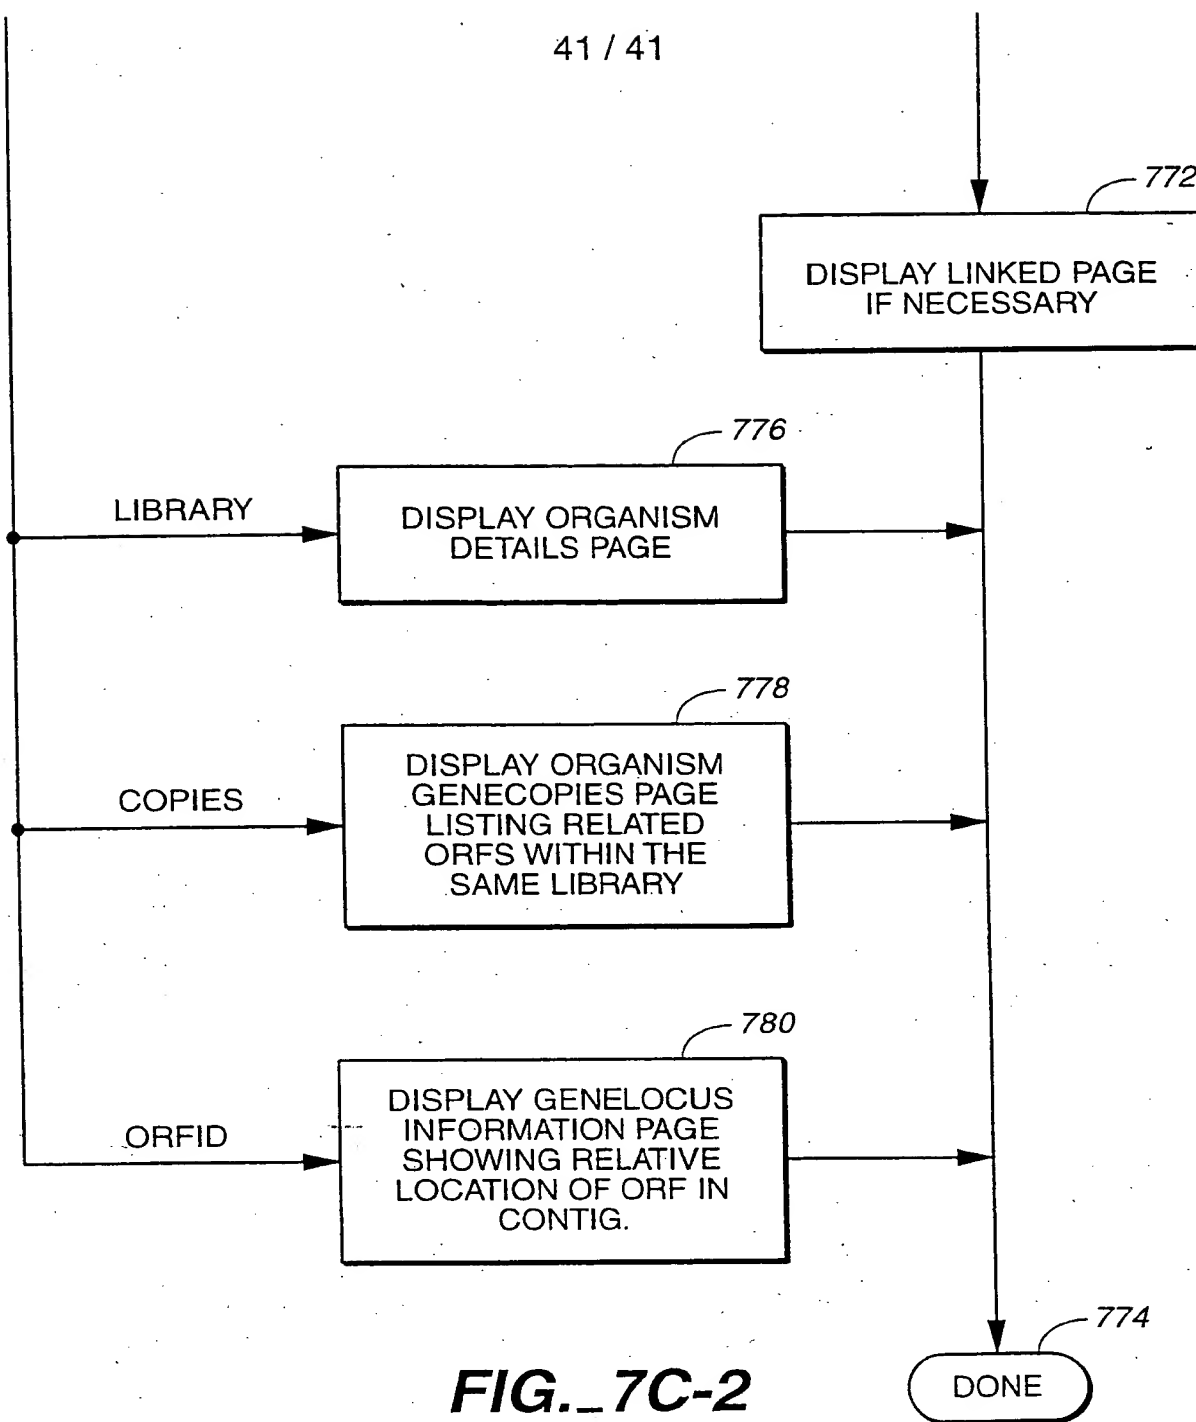 41 / 41
772
DISPLAY LINKED PAGE
IF NECESSARY
776
LIBRARY
DISPLAY ORGANISM
DETAILS PAGE
778
COPIES
DISPLAY ORGANISM
GENECOPIES PAGE
LISTING RELATED
ORFS WITHIN THE
SAME LIBRARY
780
ORFID
DISPLAY GENELOCUS
INFORMATION PAGE
SHOWING RELATIVE
LOCATION OF ORF IN
CONTIG.
774
DONE
FIG._7C-2